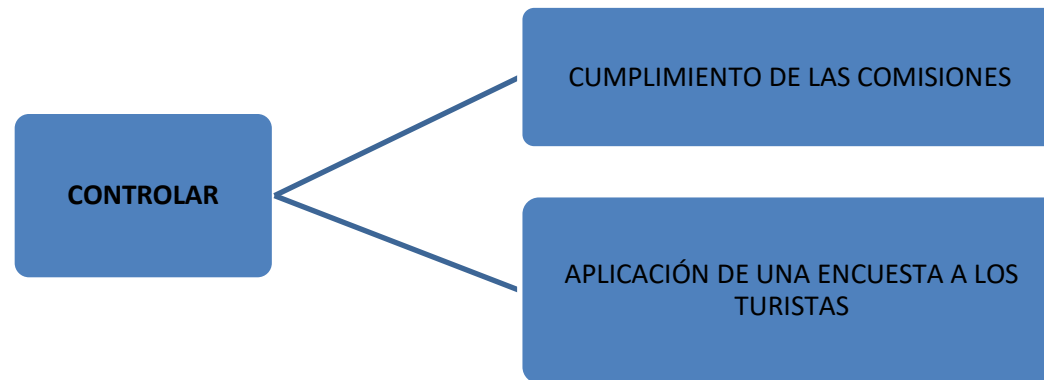 CUMPLIMIENTO DE LAS COMISIONES
CONTROLAR
APLICACIÓN DE UNA ENCUESTA A LOS
TURISTAS